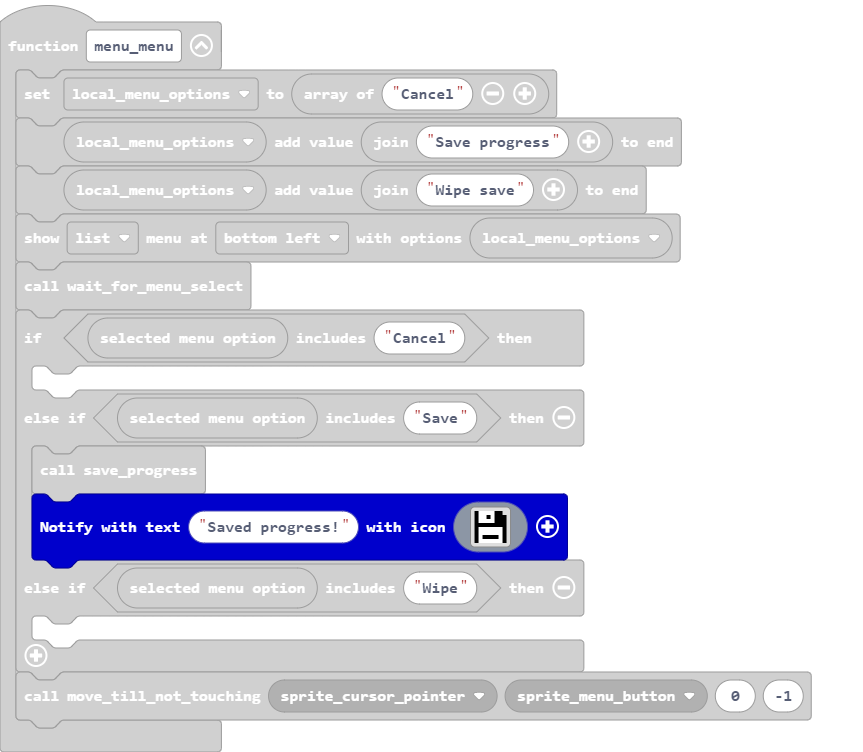 function menu_menu
set local_menu_options to array of "Cancel"
local_menu_options add value join "Save progress" to end
local_menu_options add value join "Wipe save" to end
show list menu at bottom left with options local_menu_options
call wait_for_menu_select
if selected menu option includes "Cancel" then
else if selected menu option includes "Save" then
call save_progress
Notify with text "Saved progress!" with icon
else if selected menu option includes "Wipe" then
call move_till_not_touching sprite_cursor_pointer sprite_menu_button 0 -1